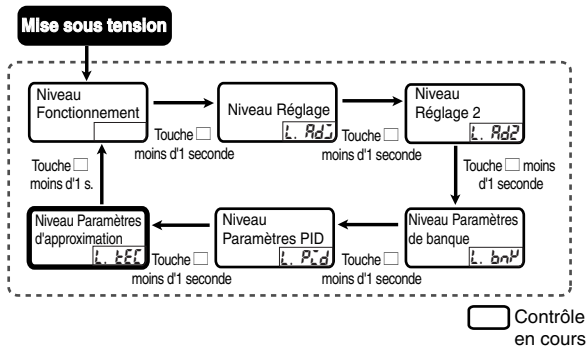 Mise sous tension
Niveau
Fonctionnement
Touche
moins d'1 seconde
Niveau Réglage
L. AdJ
Touche
moins d'1 seconde
Niveau
Réglage 2
L. Ad2
Touche moins
d'1 seconde
Niveau Paramètres
de banque
L. bnK
Touche
moins d'1 seconde
Niveau
Paramètres PID
L. PId
Touche
moins d'1 seconde
Niveau Paramètres
d'approximation
L. tEC
Touche
moins d'1 s.
Contrôle
en cours